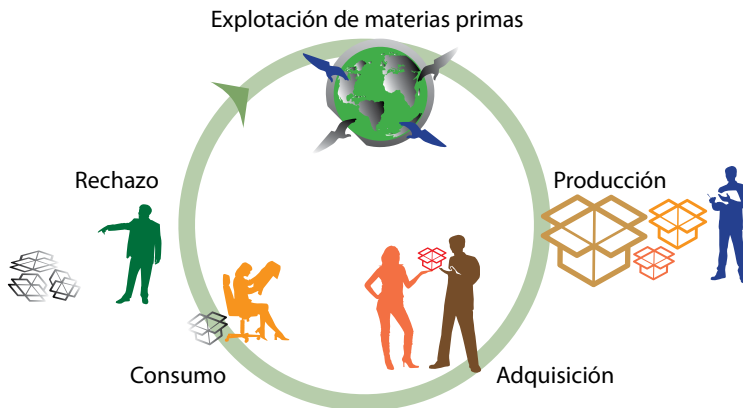 Explotación de materias primas
Rechazo
Producción
Consumo
Adquisición